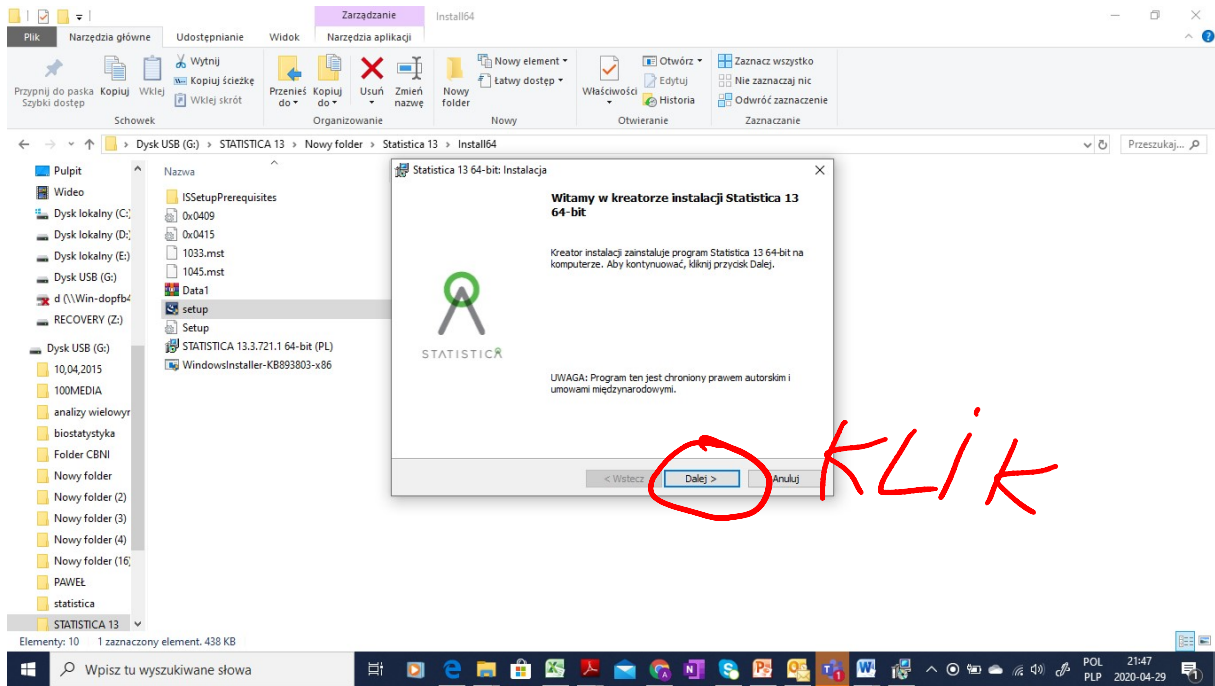 Zarządzanie
Install64
Plik
Narzędzia główne
Udostępnianie
Widok
Narzędzia aplikacji
Przypnij do paska
Szybki dostęp
Kopiuj
Wklej
Wytnij
Kopiuj ścieżkę
Wklej skrót
Schowek
Przenieś
do
Kopiuj
do
Usuń
Zmień
nazwę
Organizowanie
Nowy
folder
Nowy element
Łatwy dostęp
Nowy
Właściwości
Otwórz
Edytuj
Historia
Otwieranie
Zaznacz wszystko
Nie zaznaczaj nic
Odwróć zaznaczenie
Zaznaczanie
Dysk USB (G:) > STATISTICA 13 > Nowy folder > Statistica 13 > Install64
Przeszukaj...
Pulpit
Wideo
Dysk lokalny (C:)
Dysk lokalny (D:)
Dysk lokalny (E:)
Dysk USB (G:)
d (\\Win-dopfb4
RECOVERY (Z:)
Dysk USB (G:)
10,04,2015
100MEDIA
analizy wielowyr
biostatystyka
Folder CBNI
Nowy folder
Nowy folder (2)
Nowy folder (3)
Nowy folder (4)
Nowy folder (16)
PAWEŁ
statistica
STATISTICA 13
Nazwa
ISSetupPrerequisites
0x0409
0x0415
1033.mst
1045.mst
Data1
setup
Setup
STATISTICA 13.3.721.1 64-bit (PL)
WindowsInstaller-KB893803-x86
Statistica 13 64-bit: Instalacja
Witamy w kreatorze instalacji Statistica 13
64-bit
Kreator instalacji zainstaluje program Statistica 13 64-bit na
komputerze. Aby kontynuować, kliknij przycisk Dalej.
STATISTICA
UWAGA: Program ten jest chroniony prawem autorskim i
umowami międzynarodowymi.
< Wstecz
Dalej >
Anuluj
KLiK
Elementy: 10
1 zaznaczony element. 438 KB
Wpisz tu wyszukiwane słowa
POL
PLP
21:47
2020-04-29